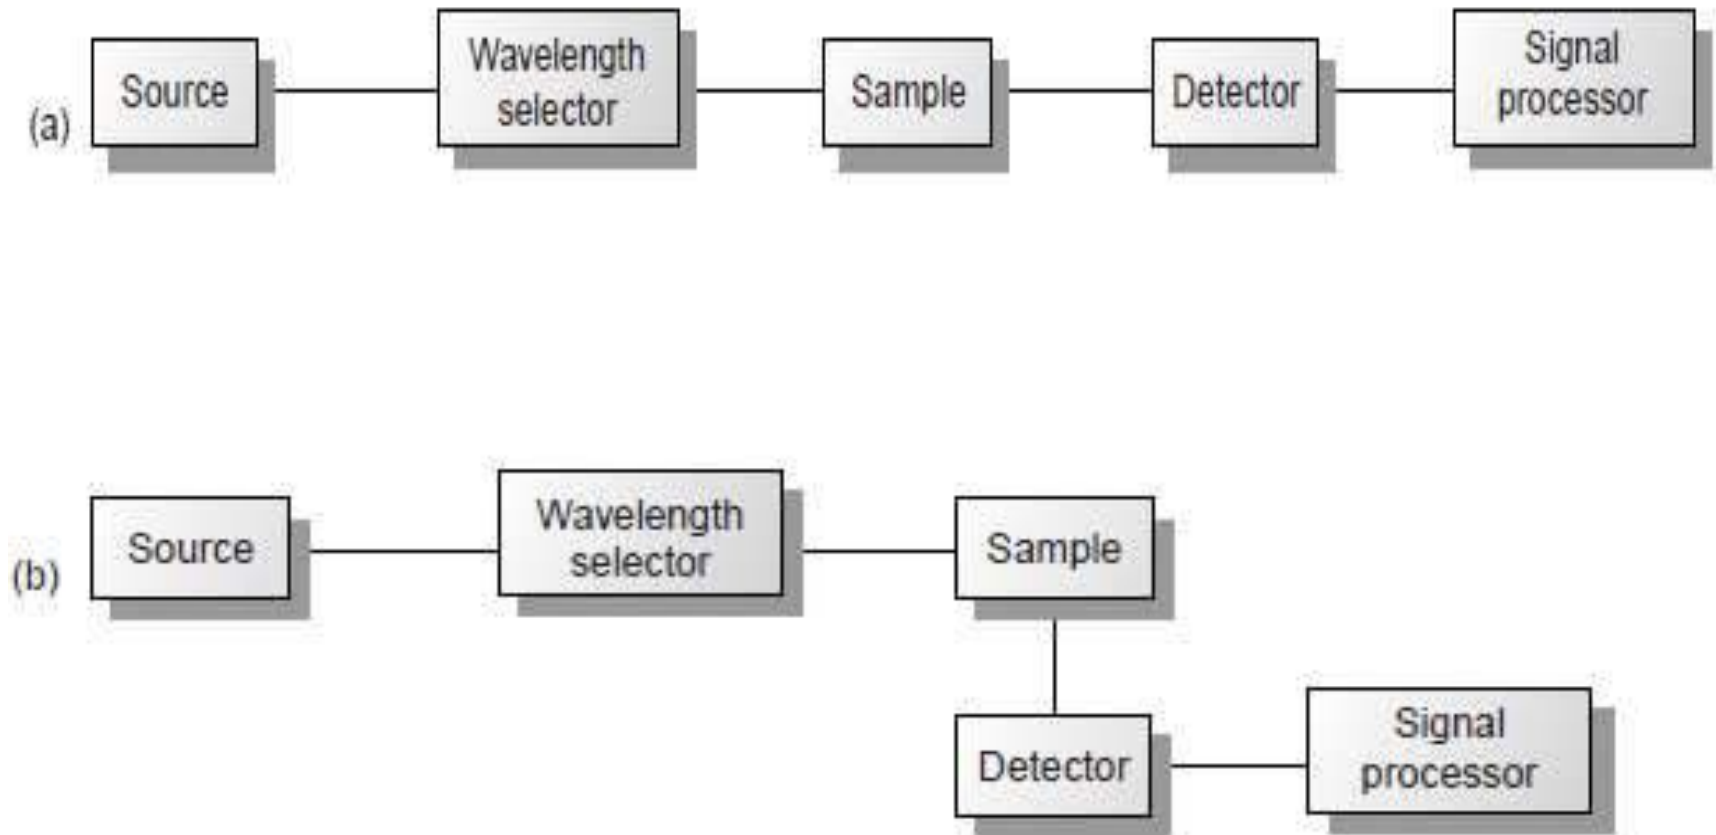 (a)
Source
Wavelength
selector
Sample
Detector
Signal
processor
(b)
Source
Wavelength
selector
Sample
Detector
Signal
processor